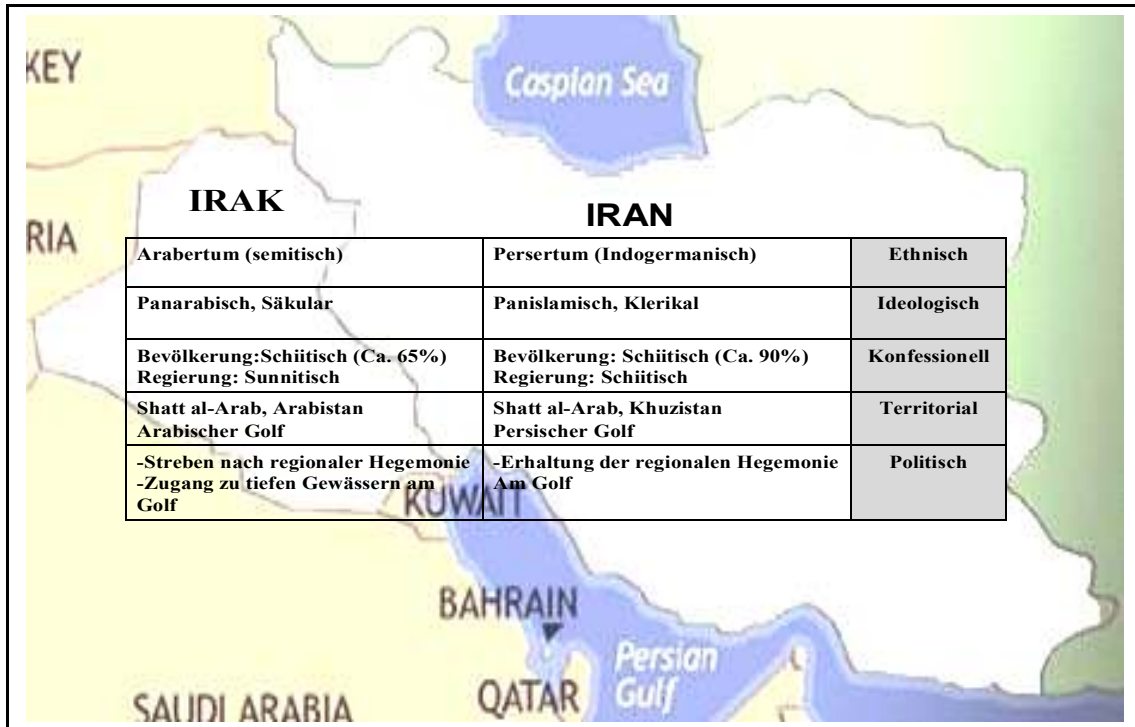 KEY
Caspian Sea
IRAK
IRAN
RIA
Arabertum (semitisch) Persertum (Indogermanisch) Ethnisch
Panarabisch, Säkular Panislamisch, Klerikal Ideologisch
Bevölkerung:Schiitisch (Ca. 65%) Bevölkerung: Schiitisch (Ca. 90%) Konfessionell
Regierung: Sunnitisch Regierung: Schiitisch
Shatt al-Arab, Arabistan Shatt al-Arab, Khuzistan Territorial
Arabischer Golf Persischer Golf
-Streben nach regionaler Hegemonie -Erhaltung der regionalen Hegemonie Politisch
-Zugang zu tiefen Gewässern am Am Golf
Golf
KUWAIT
BAHRAIN
Persian
Gulf
QATAR
SAUDI ARABIA